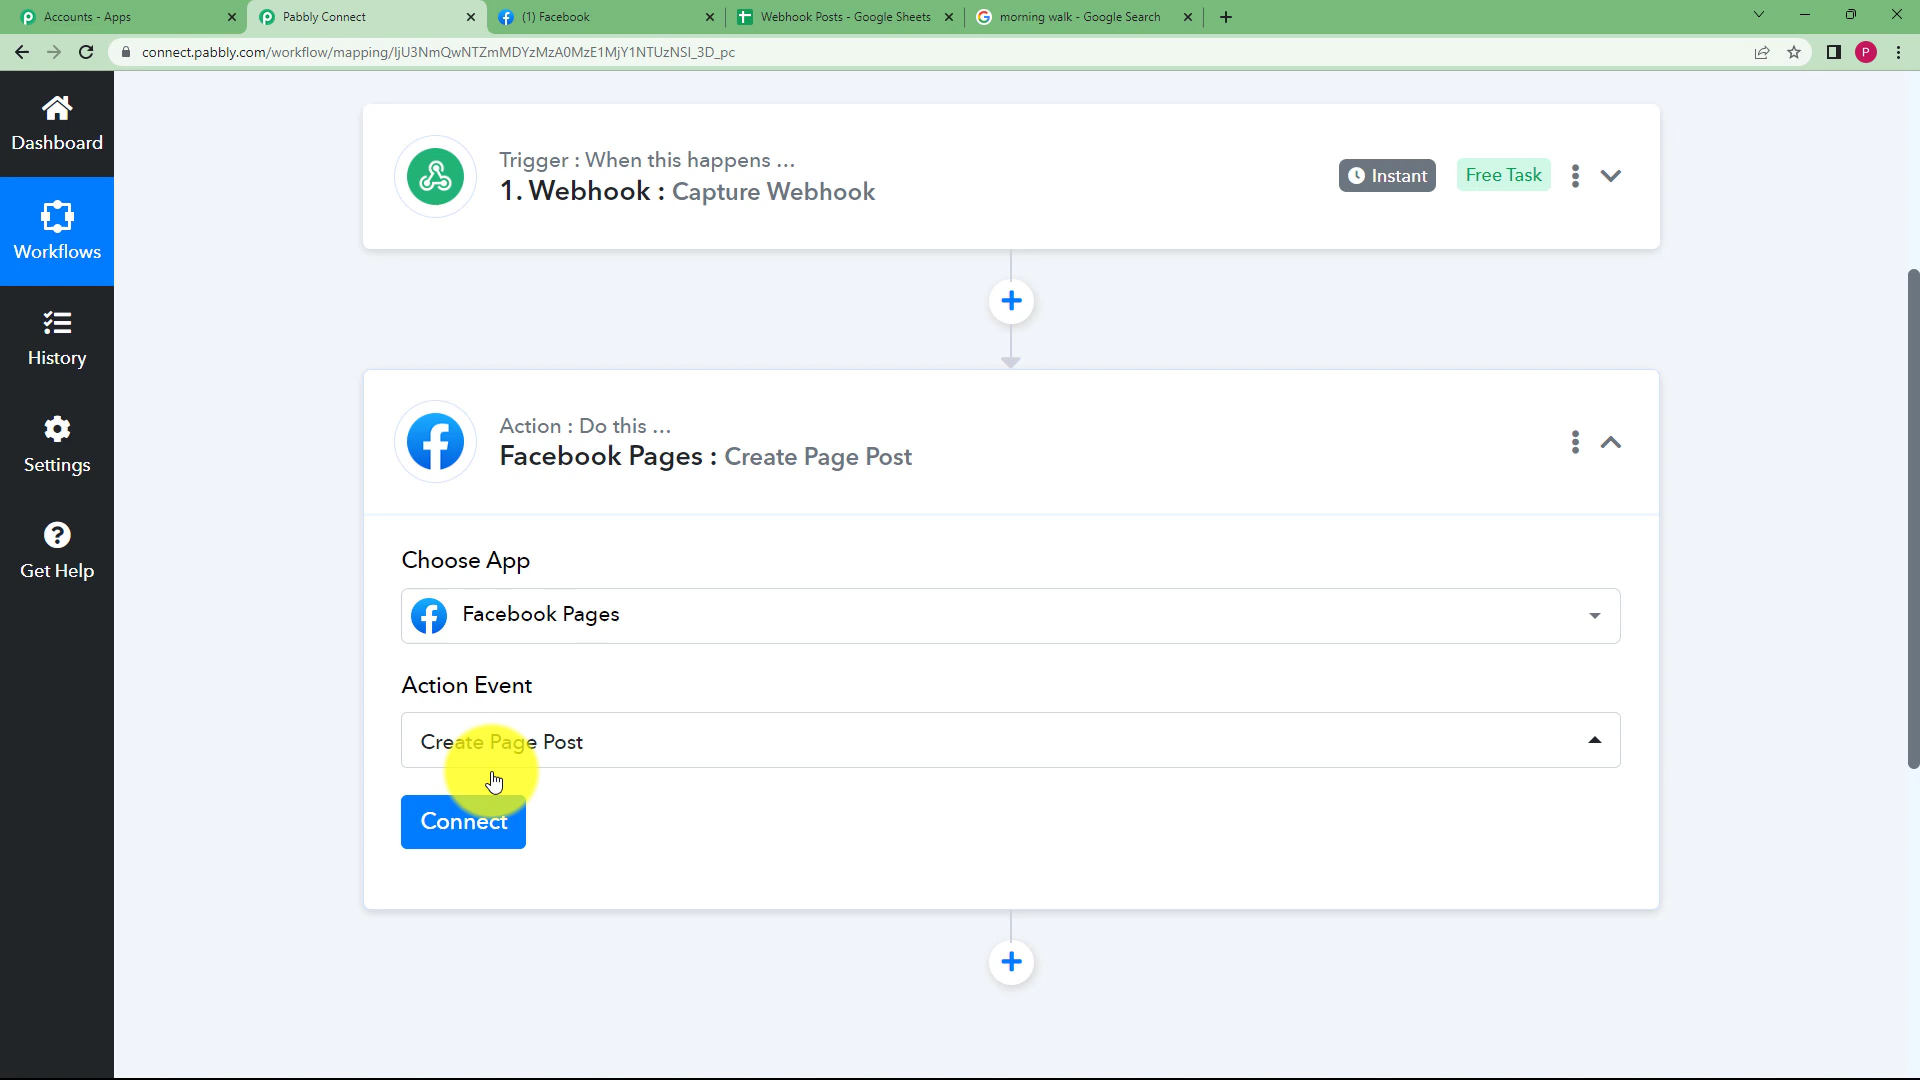 Accounts - Apps
Pabbly Connect
(1) Facebook
Webhook Posts - Google Sheets
morning walk - Google Search
connect.pabbly.com/workflow/mapping/IjU3NmQwNTZmMDYzMzA0MzE1MjY1NTUzNSI_3D_pc
P
Dashboard
Workflows
History
Settings
Get Help
Trigger : When this happens ...
1. Webhook : Capture Webhook
Instant
Free Task
Action : Do this ...
Facebook Pages : Create Page Post
Choose App
Facebook Pages
Action Event
Create Page Post
Connect